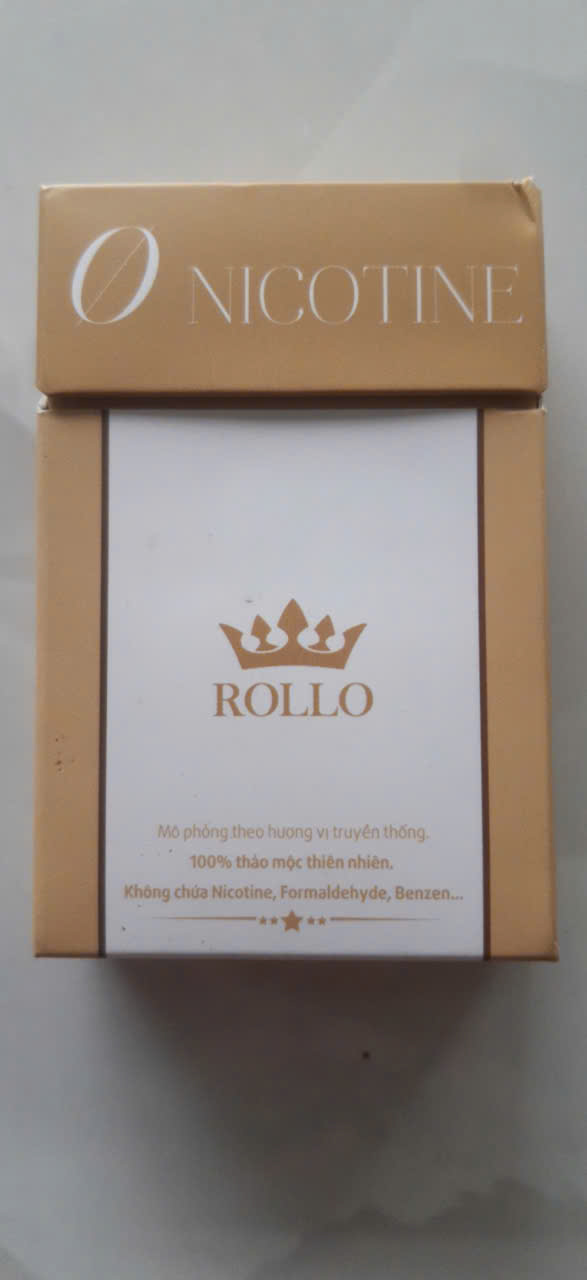 0 NICOTINE
ROLLO
Mô phỏng theo hương vị truyền thống.
100% thảo mộc thiên nhiên.
Không chứa Nicotine, Formaldehyde, Benzen...